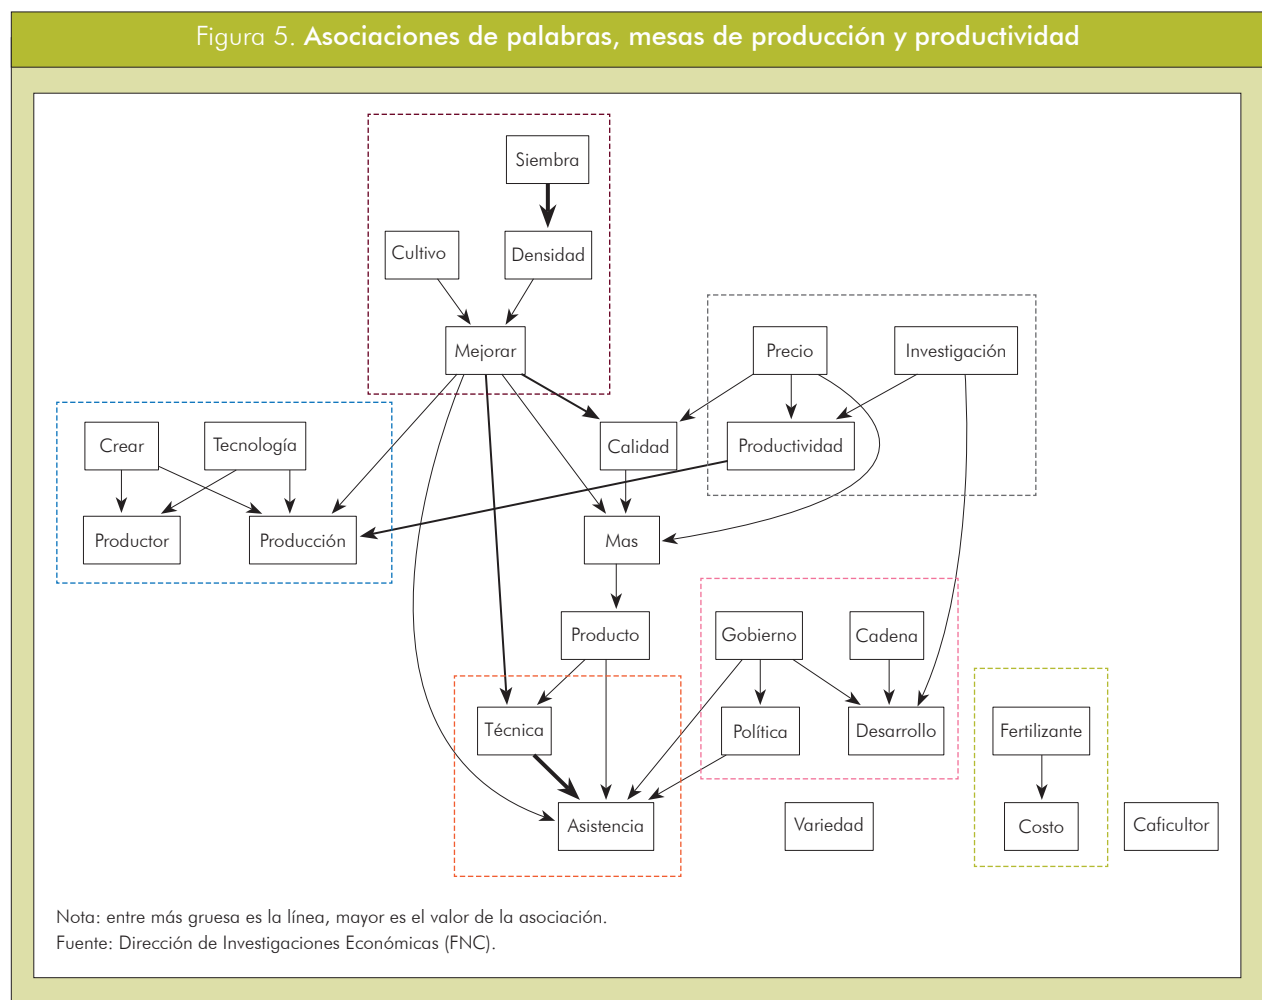 Figura 5. Asociaciones de palabras, mesas de producción y productividad
Siembra
Cultivo
Densidad
Mejorar
Precio
Investigación
Crear
Tecnología
Calidad
Productividad
Productor
Producción
Mas
Producto
Gobierno
Cadena
Técnica
Política
Desarrollo
Fertilizante
Asistencia
Variedad
Costo
Caficultor
Nota: entre más gruesa es la línea, mayor es el valor de la asociación.
Fuente: Dirección de Investigaciones Económicas (FNC).